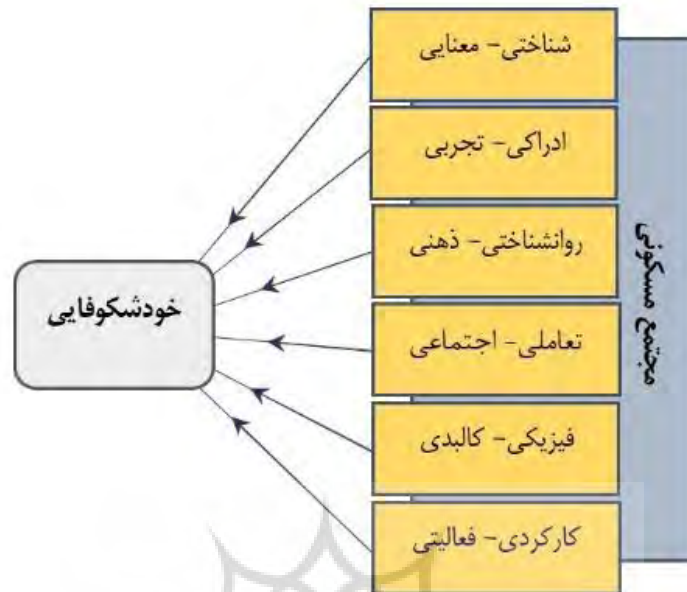 شناختی- معنایی
ادراکی- تجربی
روانشناختی- ذهنی
تعاملی- اجتماعی
فیزیکی- کالبدی
کارکردی- فعالیتی
مجتمع مسکونی
خودشکوفایی